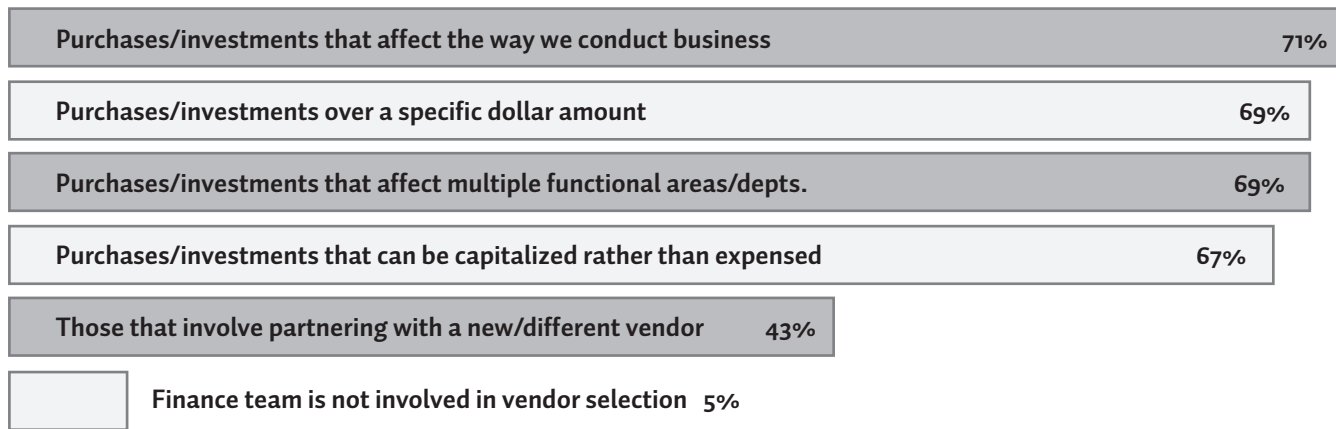 Purchases/investments that affect the way we conduct business 71%
Purchases/investments over a specific dollar amount 69%
Purchases/investments that affect multiple functional areas/depts. 69%
Purchases/investments that can be capitalized rather than expensed 67%
Those that involve partnering with a new/different vendor 43%
Finance team is not involved in vendor selection 5%